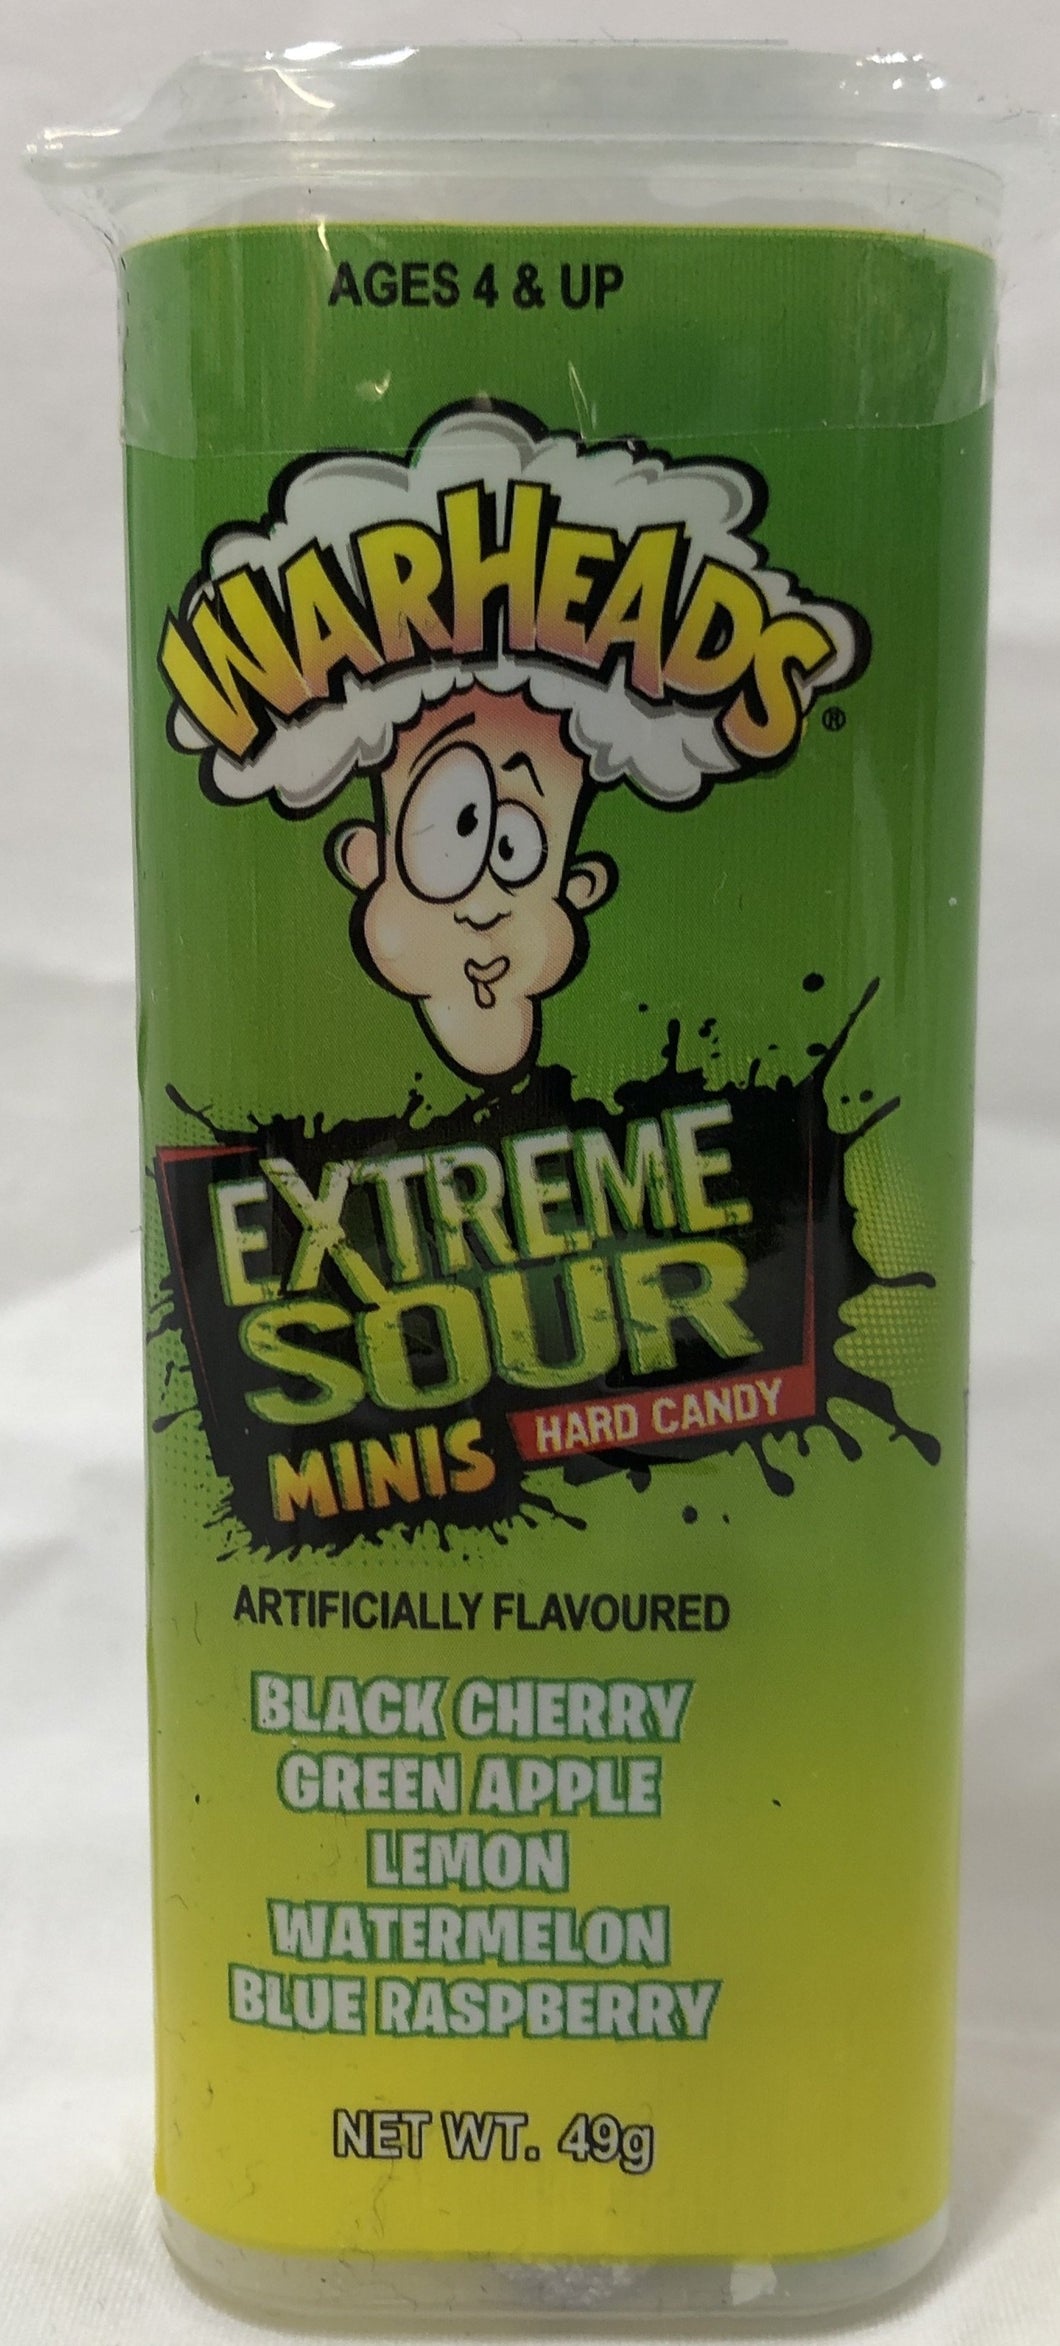 AGES 4 & UP
WARHEADS®
EXTREME
SOUR
MINIS HARD CANDY
ARTIFICIALLY FLAVOURED
BLACK CHERRY
GREEN APPLE
LEMON
WATERMELON
BLUE RASPBERRY
NET WT. 49g